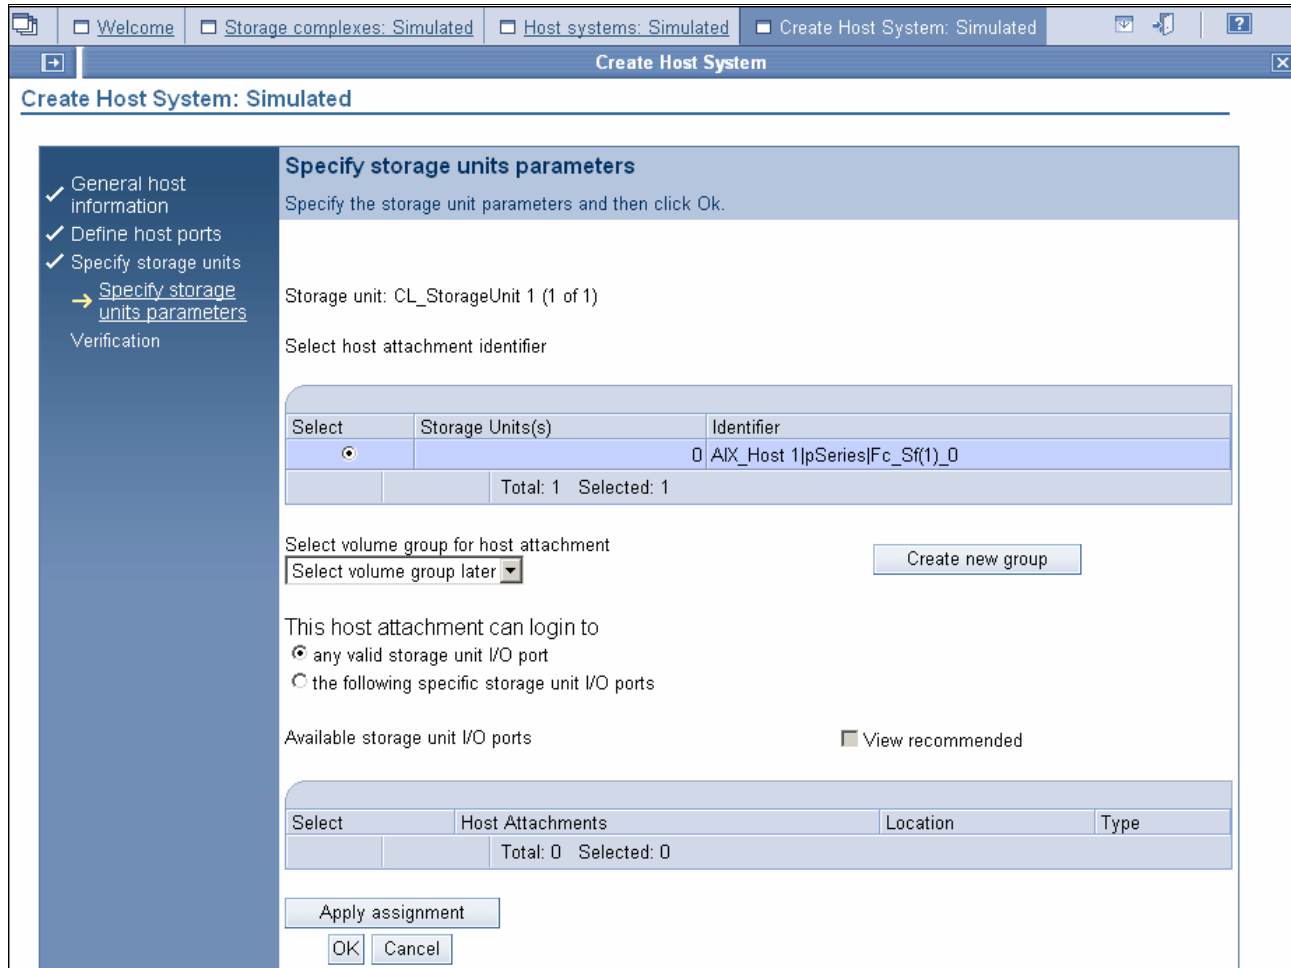 Welcome Storage complexes: Simulated Host systems: Simulated Create Host System: Simulated ?
Create Host System
Create Host System: Simulated
General host
information
Define host ports
Specify storage units
Specify storage
units parameters
Verification
Specify storage units parameters
Specify the storage unit parameters and then click Ok.
Storage unit: CL_StorageUnit 1 (1 of 1)
Select host attachment identifier
Select Storage Units(s) Identifier
0 AIX_Host 1|pSeries|Fc_Sf(1)_0
Total: 1 Selected: 1
Select volume group for host attachment
Select volume group later
Create new group
This host attachment can login to
any valid storage unit I/O port
the following specific storage unit I/O ports
Available storage unit I/O ports View recommended
Select Host Attachments Location Type
Total: 0 Selected: 0
Apply assignment
OK Cancel